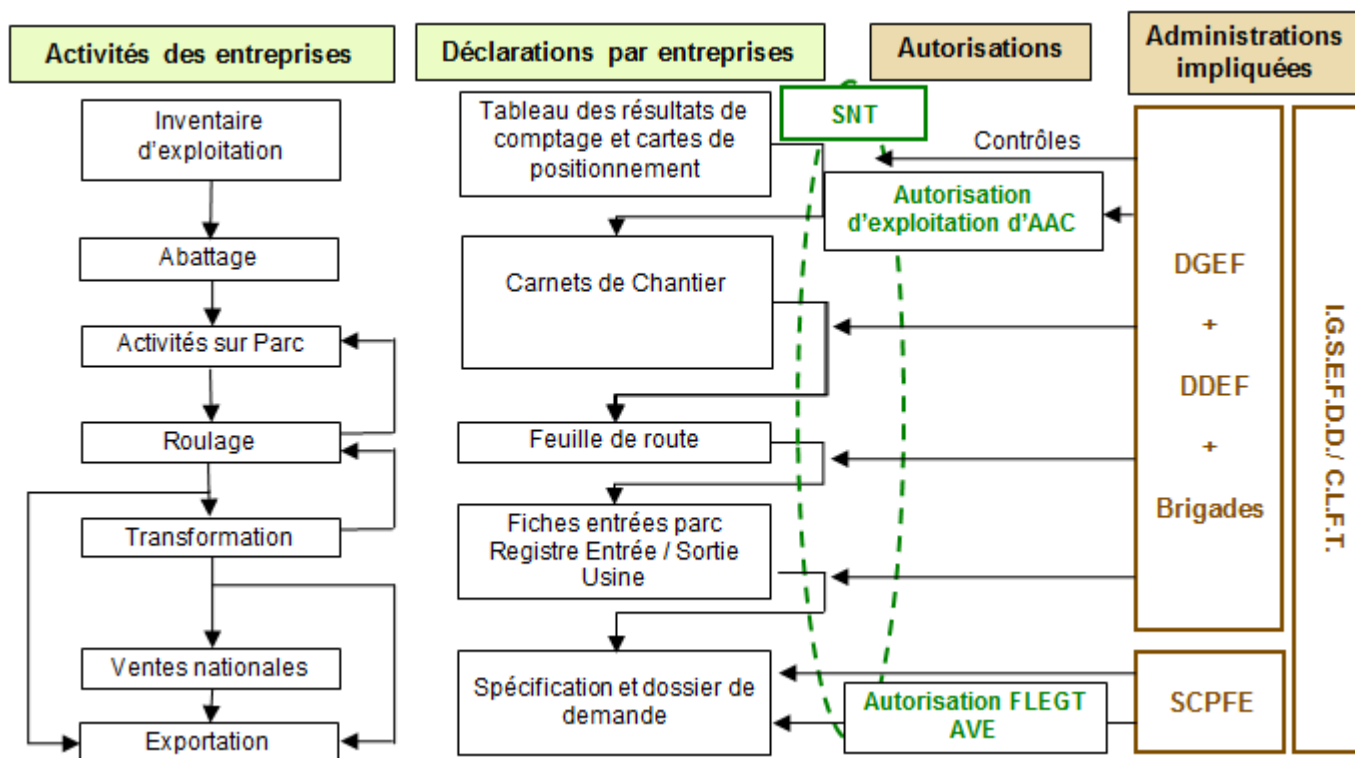 Activités des entreprises
Déclarations par entreprises
Autorisations
Administrations
impliquées
Inventaire
d'exploitation
Abattage
Activités sur Parc
Roulage
Transformation
Ventes nationales
Exportation
Tableau des résultats de
comptage et cartes de
positionnement
Carnets de Chantier
Feuille de route
Fiches entrées parc
Registre Entrée / Sortie
Usine
Spécification et dossier de
demande
SNT
Contrôles
Autorisation
d'exploitation d'AAC
Autorisation FLEGT
AVE
DGEF
+
DDEF
+
Brigades
SCPFE
I.G.S.E.F.D.D./ C.L.F.T.